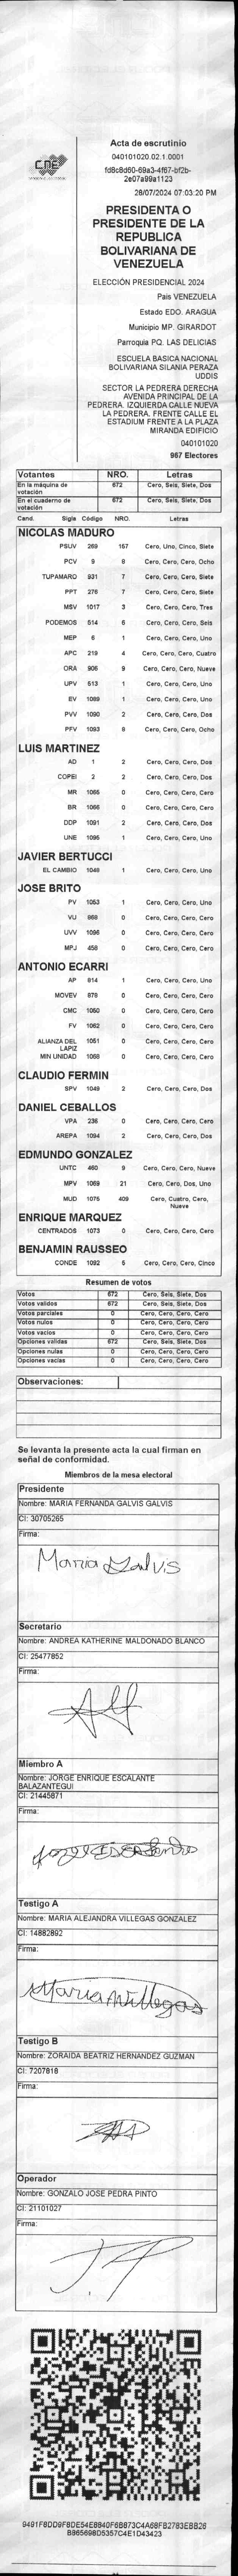 CNE
Acta de escrutinio
040101020.02.1.0001
fd8c8d60-69a3-4f67-bf2b-
2e07a99a1123
28/07/2024 07:03:20 PM
PRESIDENTA O
PRESIDENTE DE LA
REPUBLICA
BOLIVARIANA DE
VENEZUELA
ELECCIÓN PRESIDENCIAL 2024
Pais VENEZUELA
Estado EDO. ARAGUA
Municipio MP. GIRARDOT
Parroquia PQ. LAS DELICIAS
ESCUELA BASICA NACIONAL
BOLIVARIANA SILANIA PERAZA
UDDIS
SECTOR LA PEDRERA DERECHA
AVENIDA PRINCIPAL DE LA
PEDRERA. IZQUIERDA CALLE NUEVA
LA PEDRERA. FRENTE CALLE EL
ESTADIUM FRENTE A LA PLAZA
MIRANDA EDIFICIO
040101020
967 Electores
Votantes NRO. Letras
En la máquina de votación 672 Cero, Seis, Siete, Dos
En el cuaderno de votación 672 Cero, Seis, Siete, Dos
Cand. Sigla Código NRO. Letras
NICOLAS MADURO
PSUV 269 157 Cero, Uno, Cinco, Siete
PCV 9 8 Cero, Cero, Cero, Ocho
TUPAMARO 931 7 Cero, Cero, Cero, Siete
PPT 276 7 Cero, Cero, Cero, Siete
MSV 1017 3 Cero, Cero, Cero, Tres
PODEMOS 514 6 Cero, Cero, Cero, Seis
MEP 6 1 Cero, Cero, Cero, Uno
APC 219 4 Cero, Cero, Cero, Cuatro
ORA 906 9 Cero, Cero, Cero, Nueve
UPV 513 1 Cero, Cero, Cero, Uno
EV 1089 1 Cero, Cero, Cero, Uno
PVV 1090 2 Cero, Cero, Cero, Dos
PFV 1093 8 Cero, Cero, Cero, Ocho
LUIS MARTINEZ
AD 1 2 Cero, Cero, Cero, Dos
COPEI 2 2 Cero, Cero, Cero, Dos
MR 1065 0 Cero, Cero, Cero, Cero
BR 1066 0 Cero, Cero, Cero, Cero
DDP 1091 2 Cero, Cero, Cero, Dos
UNE 1095 1 Cero, Cero, Cero, Uno
JAVIER BERTUCCI
EL CAMBIO 1048 1 Cero, Cero, Cero, Uno
JOSE BRITO
PV 1053 1 Cero, Cero, Cero, Uno
VU 868 0 Cero, Cero, Cero, Cero
UVV 1096 0 Cero, Cero, Cero, Cero
MPJ 458 0 Cero, Cero, Cero, Cero
ANTONIO ECARRI
AP 814 1 Cero, Cero, Cero, Uno
MOVEV 878 0 Cero, Cero, Cero, Cero
CMC 1050 0 Cero, Cero, Cero, Cero
FV 1062 0 Cero, Cero, Cero, Cero
ALIANZA DEL LAPIZ 1051 0 Cero, Cero, Cero, Cero
MIN UNIDAD 1068 0 Cero, Cero, Cero, Cero
CLAUDIO FERMIN
SPV 1049 2 Cero, Cero, Cero, Dos
DANIEL CEBALLOS
VPA 236 0 Cero, Cero, Cero, Cero
AREPA 1094 2 Cero, Cero, Cero, Dos
EDMUNDO GONZALEZ
UNTC 460 9 Cero, Cero, Cero, Nueve
MPV 1069 21 Cero, Cero, Dos, Uno
MUD 1075 409 Cero, Cuatro, Cero, Nueve
ENRIQUE MARQUEZ
CENTRADOS 1073 0 Cero, Cero, Cero, Cero
BENJAMIN RAUSSEO
CONDE 1092 5 Cero, Cero, Cero, Cinco
Resumen de votos
Votos 672 Cero, Seis, Siete, Dos
Votos validos 672 Cero, Seis, Siete, Dos
Votos parciales 0 Cero, Cero, Cero, Cero
Votos nulos 0 Cero, Cero, Cero, Cero
Votos vacios 0 Cero, Cero, Cero, Cero
Opciones validas 672 Cero, Seis, Siete, Dos
Opciones nulas 0 Cero, Cero, Cero, Cero
Opciones vacias 0 Cero, Cero, Cero, Cero
Observaciones:
Se levanta la presente acta la cual firman en
señal de conformidad.
Miembros de la mesa electoral
Presidente
Nombre: MARIA FERNANDA GALVIS GALVIS
CI: 30705265
Firma:
Maria Galvis
Secretario
Nombre: ANDREA KATHERINE MALDONADO BLANCO
CI: 25477852
Firma:
Miembro A
Nombre: JORGE ENRIQUE ESCALANTE
BALAZANTEGUI
CI: 21445871
Firma:
Testigo A
Nombre: MARIA ALEJANDRA VILLEGAS GONZALEZ
CI: 14882892
Firma:
Maria Villegas
Testigo B
Nombre: ZORAIDA BEATRIZ HERNANDEZ GUZMAN
CI: 7207818
Firma:
Operador
Nombre: GONZALO JOSE PEDRA PINTO
CI: 21101027
Firma:
9491F8DD9F8DE54E8840F6B873C4A68FB2783EBB26
B865698D5357C4E1D43423